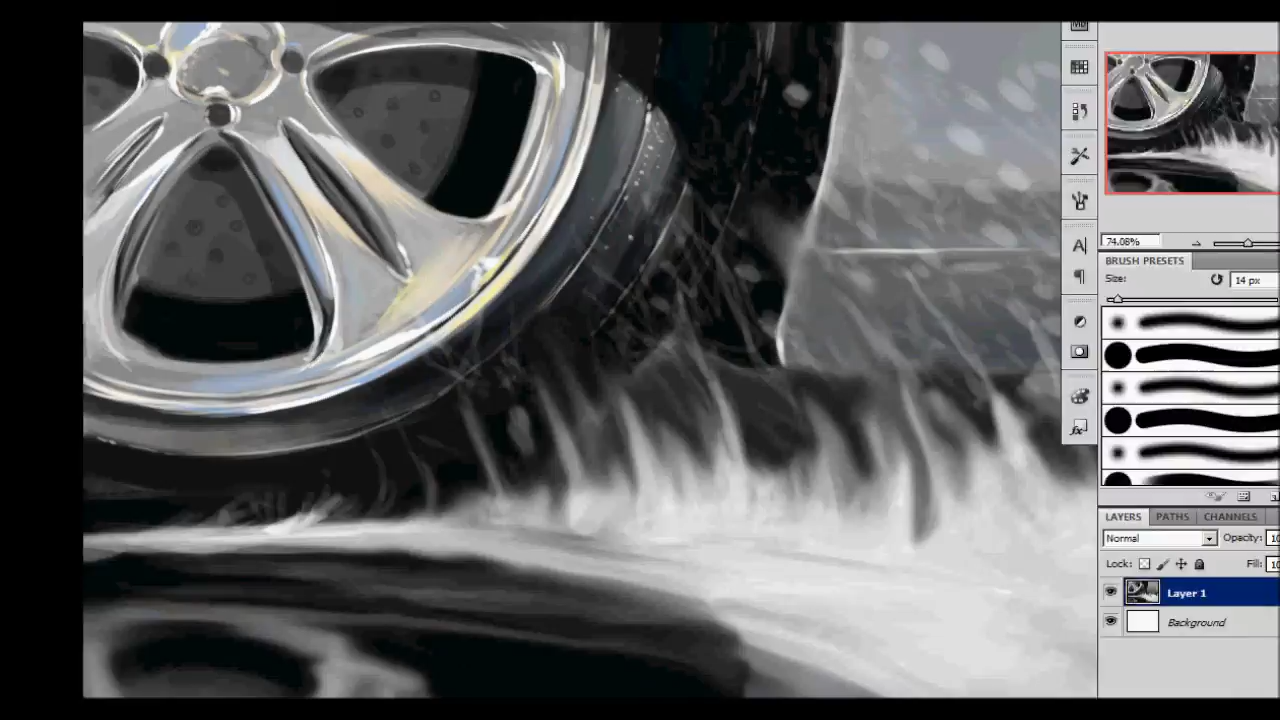 74.08%
BRUSH PRESETS
Size:
14 px
LAYERS PATHS CHANNELS
Normal
Opacity:
Lock:
Fill:
Layer 1
Background